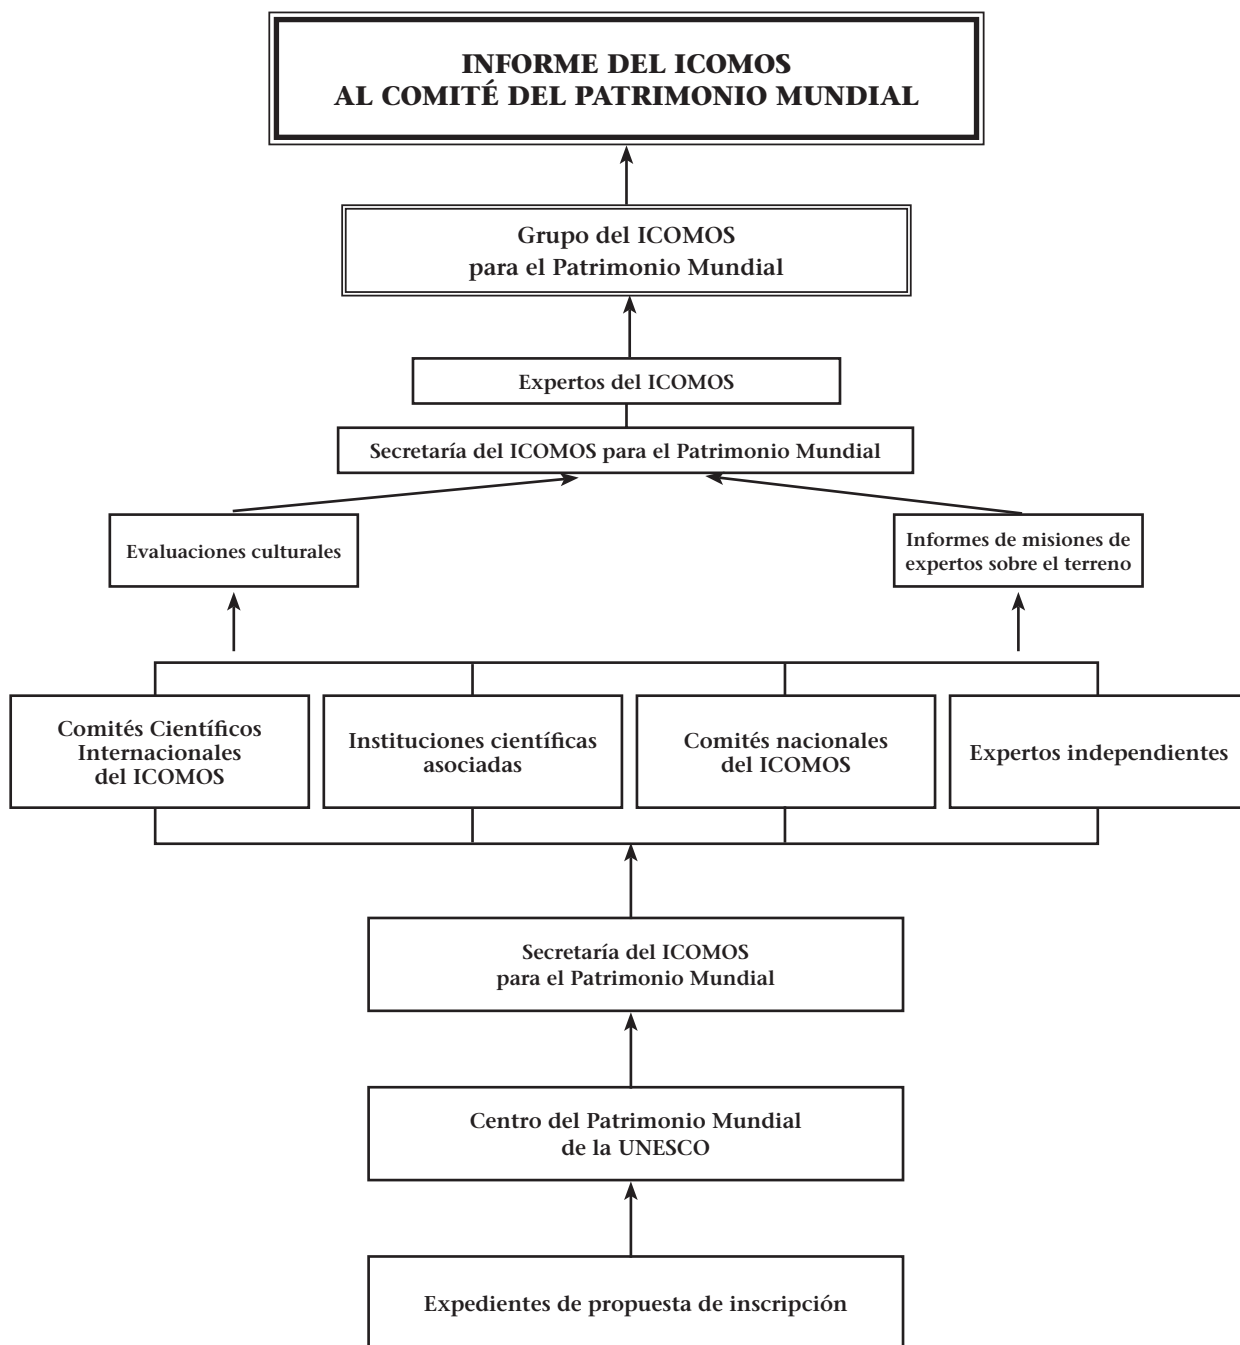 INFORME DEL ICOMOS
AL COMITÉ DEL PATRIMONIO MUNDIAL
Grupo del ICOMOS
para el Patrimonio Mundial
Expertos del ICOMOS
Secretaría del ICOMOS para el Patrimonio Mundial
Evaluaciones culturales
Informes de misiones de
expertos sobre el terreno
Comités Científicos
Internacionales
del ICOMOS
Instituciones científicas
asociadas
Comités nacionales
del ICOMOS
Expertos independientes
Secretaría del ICOMOS
para el Patrimonio Mundial
Centro del Patrimonio Mundial
de la UNESCO
Expedientes de propuesta de inscripción